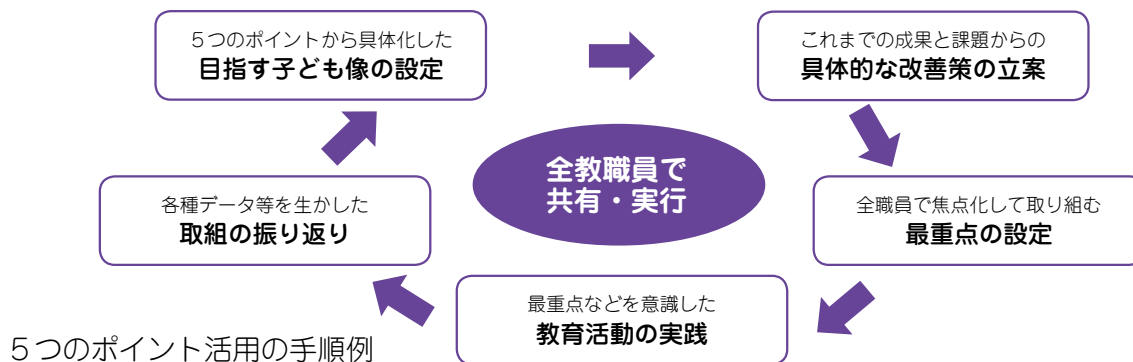 ５つのポイントから具体化した
目指す子ども像の設定
これまでの成果と課題からの
具体的な改善策の立案
全教職員で
共有・実行
各種データ等を生かした
取組の振り返り
全職員で焦点化して取り組む
最重点の設定
最重点などを意識した
教育活動の実践
５つのポイント活用の手順例